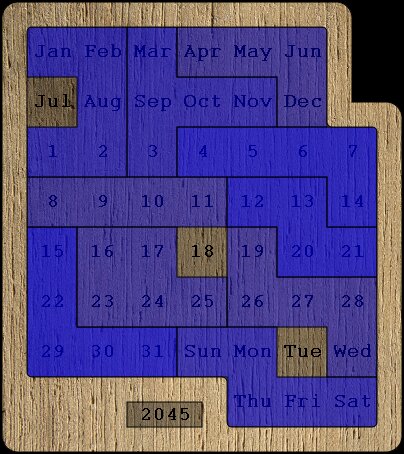 Jan Feb Mar Apr May Jun
Jul Aug Sep Oct Nov Dec
1 2 3 4 5 6 7
8 9 10 11 12 13 14
15 16 17 18 19 20 21
22 23 24 25 26 27 28
29 30 31 Sun Mon Tue Wed
Thu Fri Sat
2045